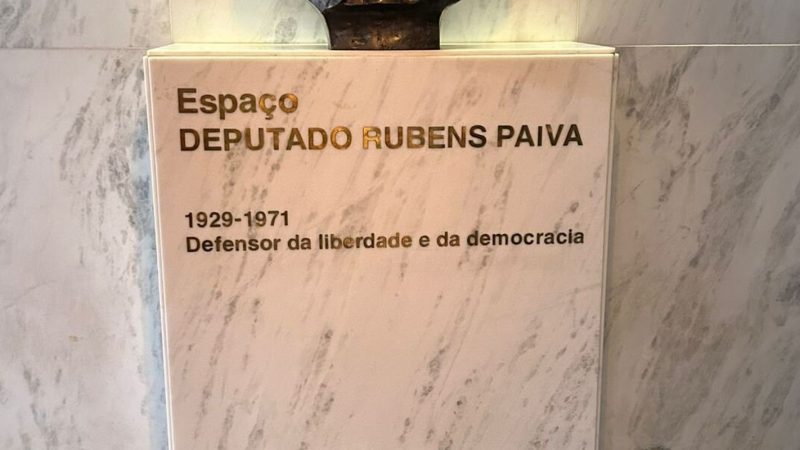 Espaço
DEPUTADO RUBENS PAIVA
1929-1971
Defensor da liberdade e da democracia